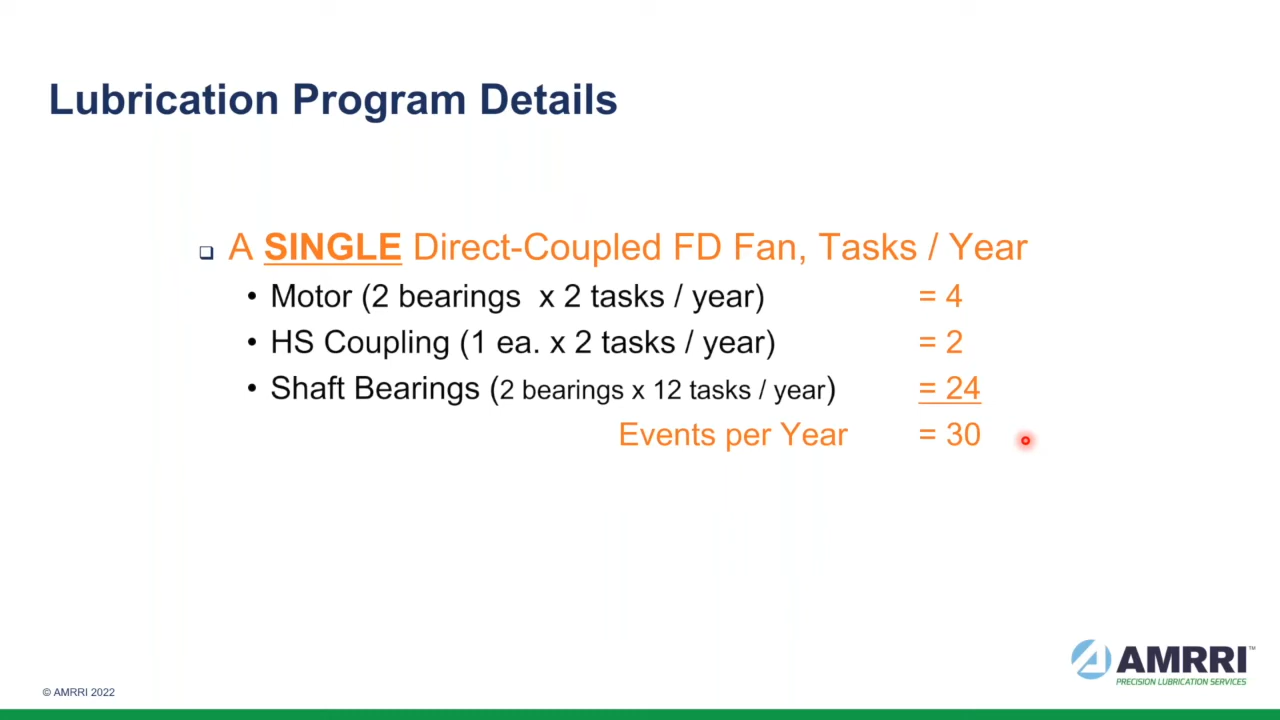 Lubrication Program Details
❑ A SINGLE Direct-Coupled FD Fan, Tasks / Year
• Motor (2 bearings x 2 tasks / year) = 4
• HS Coupling (1 ea. x 2 tasks / year) = 2
• Shaft Bearings (2 bearings x 12 tasks / year) = 24
Events per Year = 30
AMRRI™
PRECISION LUBRICATION SERVICES
© AMRRI 2022